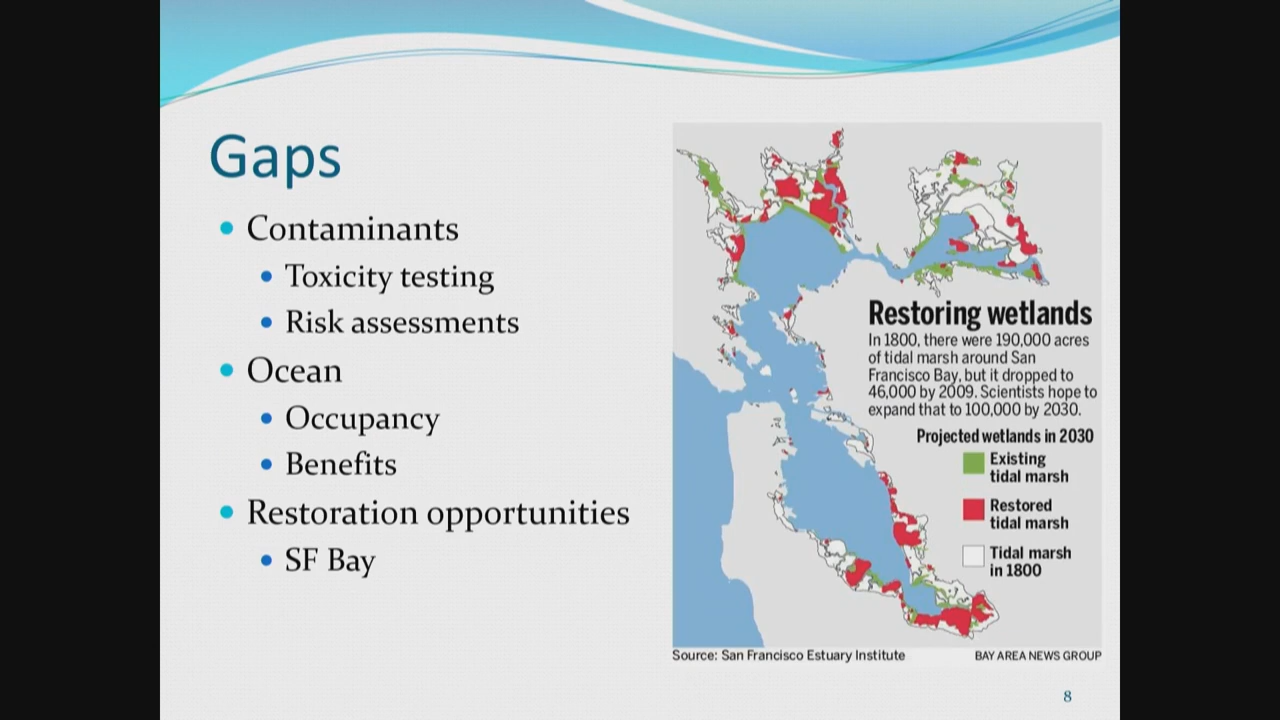 Gaps
Contaminants
Toxicity testing
Risk assessments
Ocean
Occupancy
Benefits
Restoration opportunities
SF Bay
Restoring wetlands
In 1800, there were 190,000 acres
of tidal marsh around San
Francisco Bay, but it dropped to
46,000 by 2009. Scientists hope to
expand that to 100,000 by 2030.
Projected wetlands in 2030
Existing
tidal marsh
Restored
tidal marsh
Tidal marsh
in 1800
Source: San Francisco Estuary Institute
BAY AREA NEWS GROUP
8